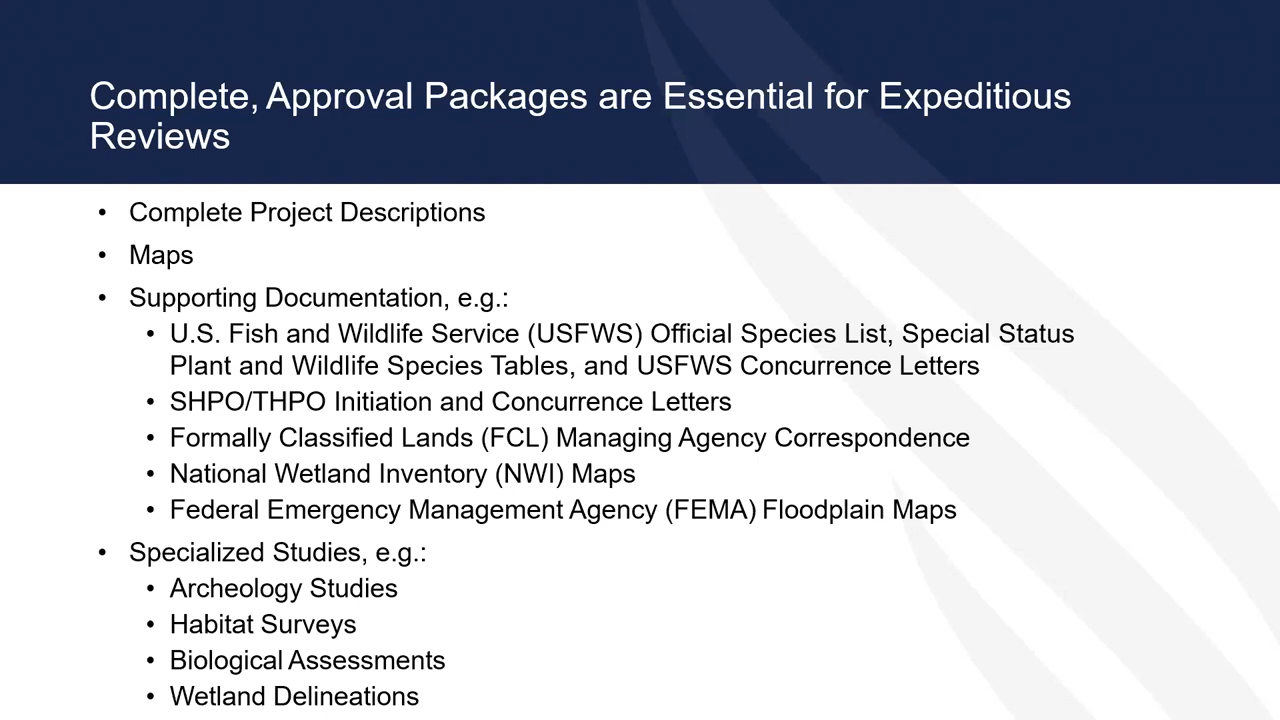 Complete, Approval Packages are Essential for Expeditious
Reviews
• Complete Project Descriptions
• Maps
• Supporting Documentation, e.g.:
• U.S. Fish and Wildlife Service (USFWS) Official Species List, Special Status
Plant and Wildlife Species Tables, and USFWS Concurrence Letters
• SHPO/THPO Initiation and Concurrence Letters
• Formally Classified Lands (FCL) Managing Agency Correspondence
• National Wetland Inventory (NWI) Maps
• Federal Emergency Management Agency (FEMA) Floodplain Maps
• Specialized Studies, e.g.:
• Archeology Studies
• Habitat Surveys
• Biological Assessments
• Wetland Delineations